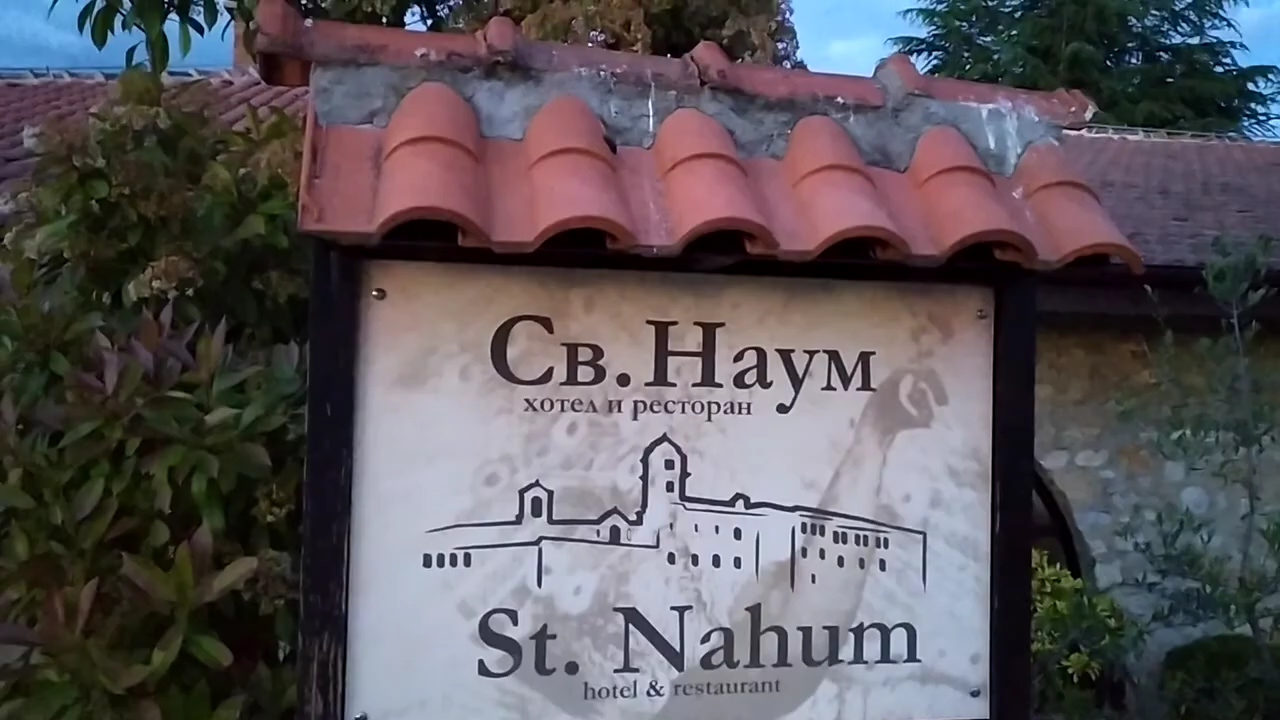 Св. Наум
хотел и ресторан
St. Nahum
hotel & restaurant